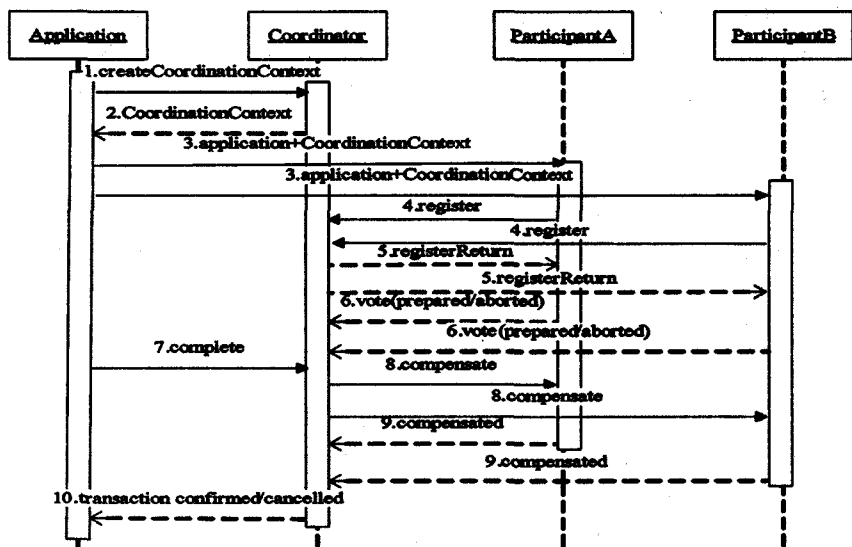 Application
Coordinator
ParticipantA
ParticipantB
1.createCoordinationContext
2.CoordinationContext
3.application+CoordinationContext
3.application+CoordinationContext
4.register
4.register
5.registerReturn
5.registerReturn
6.vote(prepared/aborted)
6.vote(prepared/aborted)
7.complete
8.compensate
8.compensate
9.compensated
9.compensated
10.transaction confirmed/cancelled